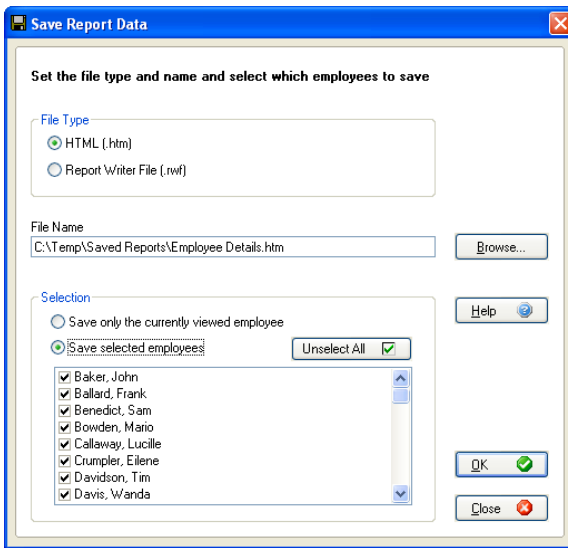 Save Report Data
Set the file type and name and select which employees to save
File Type
HTML (.htm)
Report Writer File (.rwf)
File Name
C:\Temp\Saved Reports\Employee Details.htm
Browse...
Selection
Help
Save only the currently viewed employee
Save selected employees
Unselect All
Baker, John
Ballard, Frank
Benedict, Sam
Bowden, Mario
Callaway, Lucille
Crumpler, Eilene
Davidson, Tim
Davis, Wanda
OK
Close